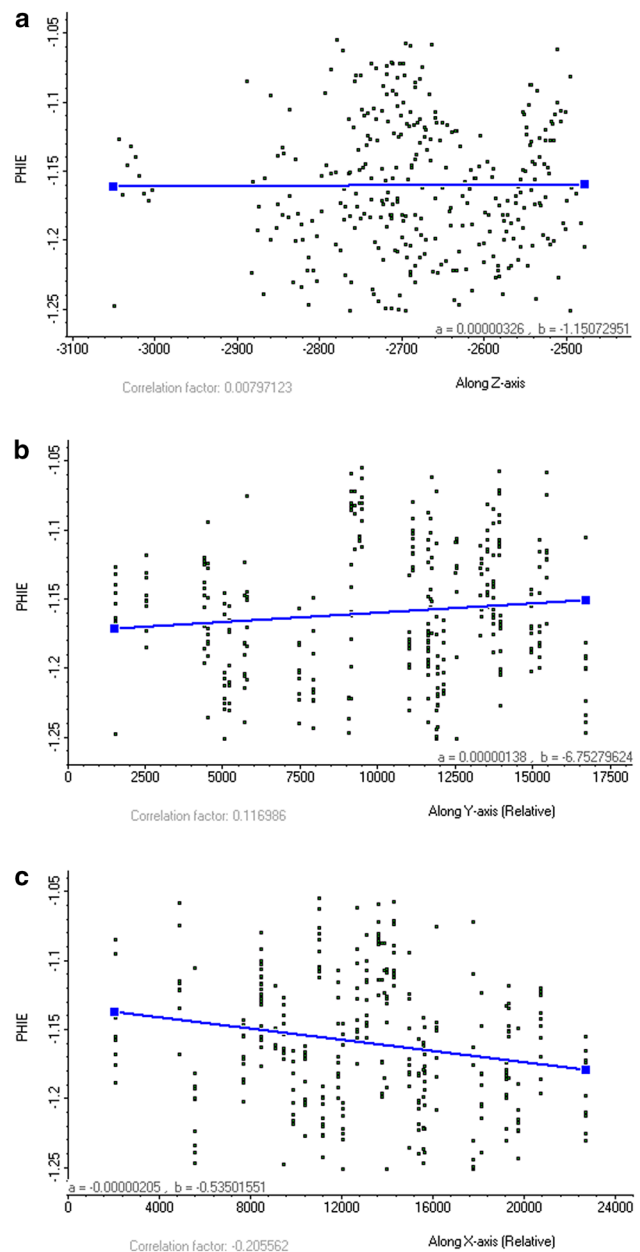 a
-1.05
-1.1
-1.15
-1.2
-1.25
PHIE
a = 0.00000326 , b = -1.15072951
-3100 -3000 -2900 -2800 -2700 -2600 -2500
Correlation factor: 0.00797123
Along Z-axis
b
-1.05
-1.1
-1.15
-1.2
-1.25
PHIE
a = 0.00000138 , b = -6.75279624
0 2500 5000 7500 10000 12500 15000 17500
Correlation factor: 0.116986
Along Y-axis (Relative)
c
-1.05
-1.1
-1.15
-1.2
-1.25
PHIE
a = -0.00000205 , b = -0.53501551
0 4000 8000 12000 16000 20000 24000
Correlation factor: -0.205562
Along X-axis (Relative)